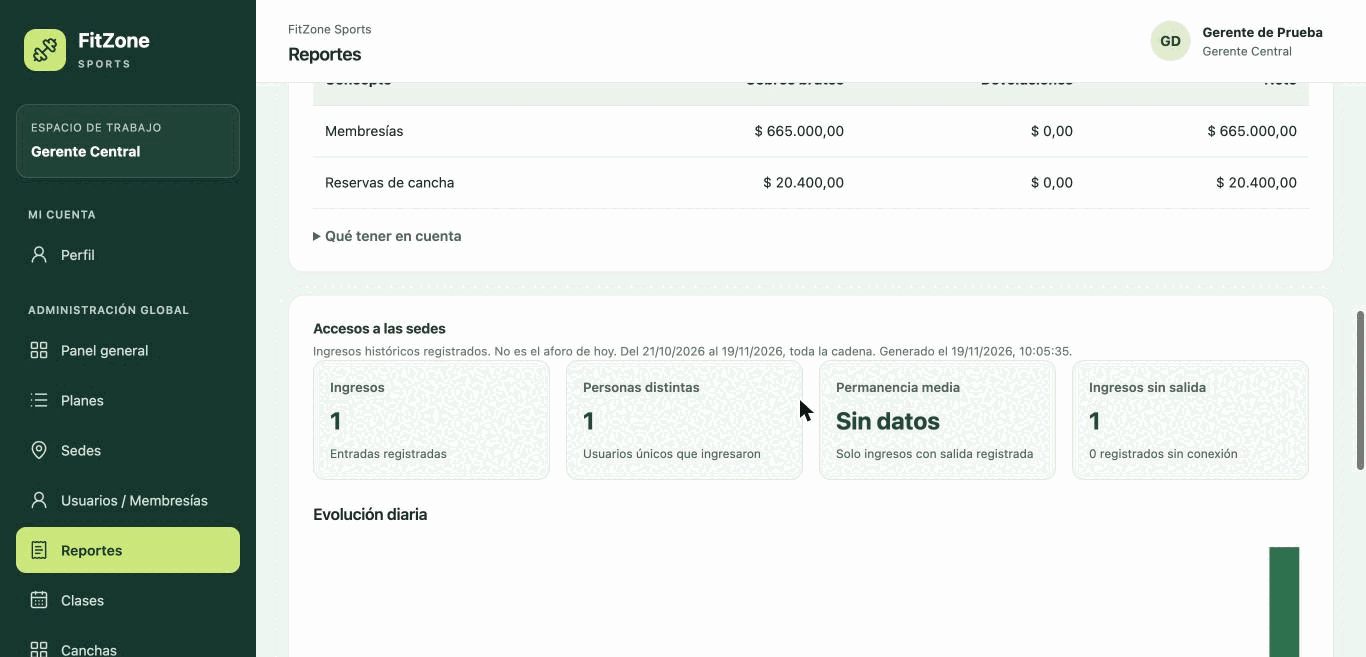 FitZone
SPORTS
ESPACIO DE TRABAJO
Gerente Central
MI CUENTA
Perfil
ADMINISTRACIÓN GLOBAL
Panel general
Planes
Sedes
Usuarios / Membresías
Reportes
Clases
Canchas
FitZone Sports
Reportes
GD
Gerente de Prueba
Gerente Central
Concepto Cobros brutos Devoluciones Neto
Membresías $ 665.000,00 $ 0,00 $ 665.000,00
Reservas de cancha $ 20.400,00 $ 0,00 $ 20.400,00
Qué tener en cuenta
Accesos a las sedes
Ingresos históricos registrados. No es el aforo de hoy. Del 21/10/2026 al 19/11/2026, toda la cadena. Generado el 19/11/2026, 10:05:35.
Ingresos
1
Entradas registradas
Personas distintas
1
Usuarios únicos que ingresaron
Permanencia media
Sin datos
Solo ingresos con salida registrada
Ingresos sin salida
1
0 registrados sin conexión
Evolución diaria